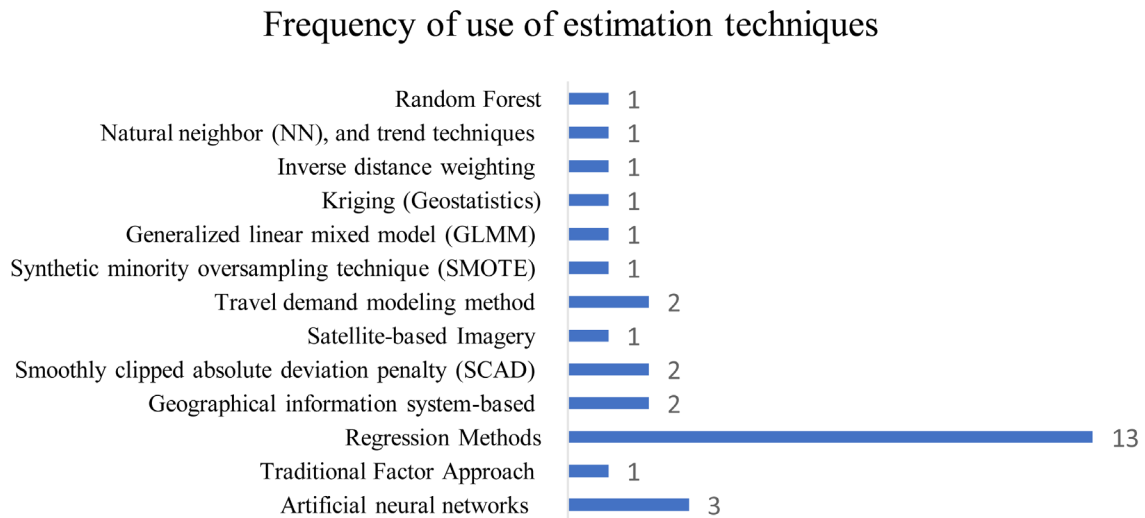 Frequency of use of estimation techniques
Random Forest 1
Natural neighbor (NN), and trend techniques 1
Inverse distance weighting 1
Kriging (Geostatistics) 1
Generalized linear mixed model (GLMM) 1
Synthetic minority oversampling technique (SMOTE) 1
Travel demand modeling method 2
Satellite-based Imagery 1
Smoothly clipped absolute deviation penalty (SCAD) 2
Geographical information system-based 2
Regression Methods 13
Traditional Factor Approach 1
Artificial neural networks 3